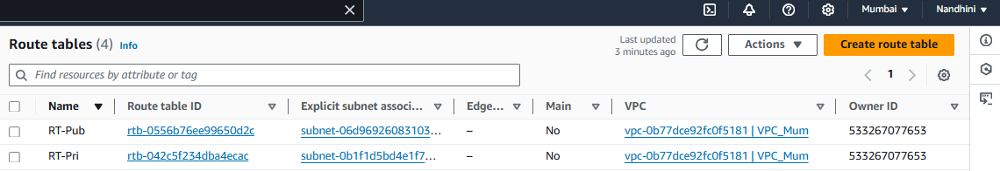 Mumbai Nandhini
Route tables (4) Info
Last updated
3 minutes ago
Actions
Create route table
Find resources by attribute or tag
1
Name Route table ID Explicit subnet associ... Edge... Main VPC Owner ID
RT-Pub rtb-0556b76ee99650d2c subnet-06d96926083103... – No vpc-0b77dce92fc0f5181 | VPC_Mum 533267077653
RT-Pri rtb-042c5f234dba4ecac subnet-0b1f1d5bd4e1f7... – No vpc-0b77dce92fc0f5181 | VPC_Mum 533267077653